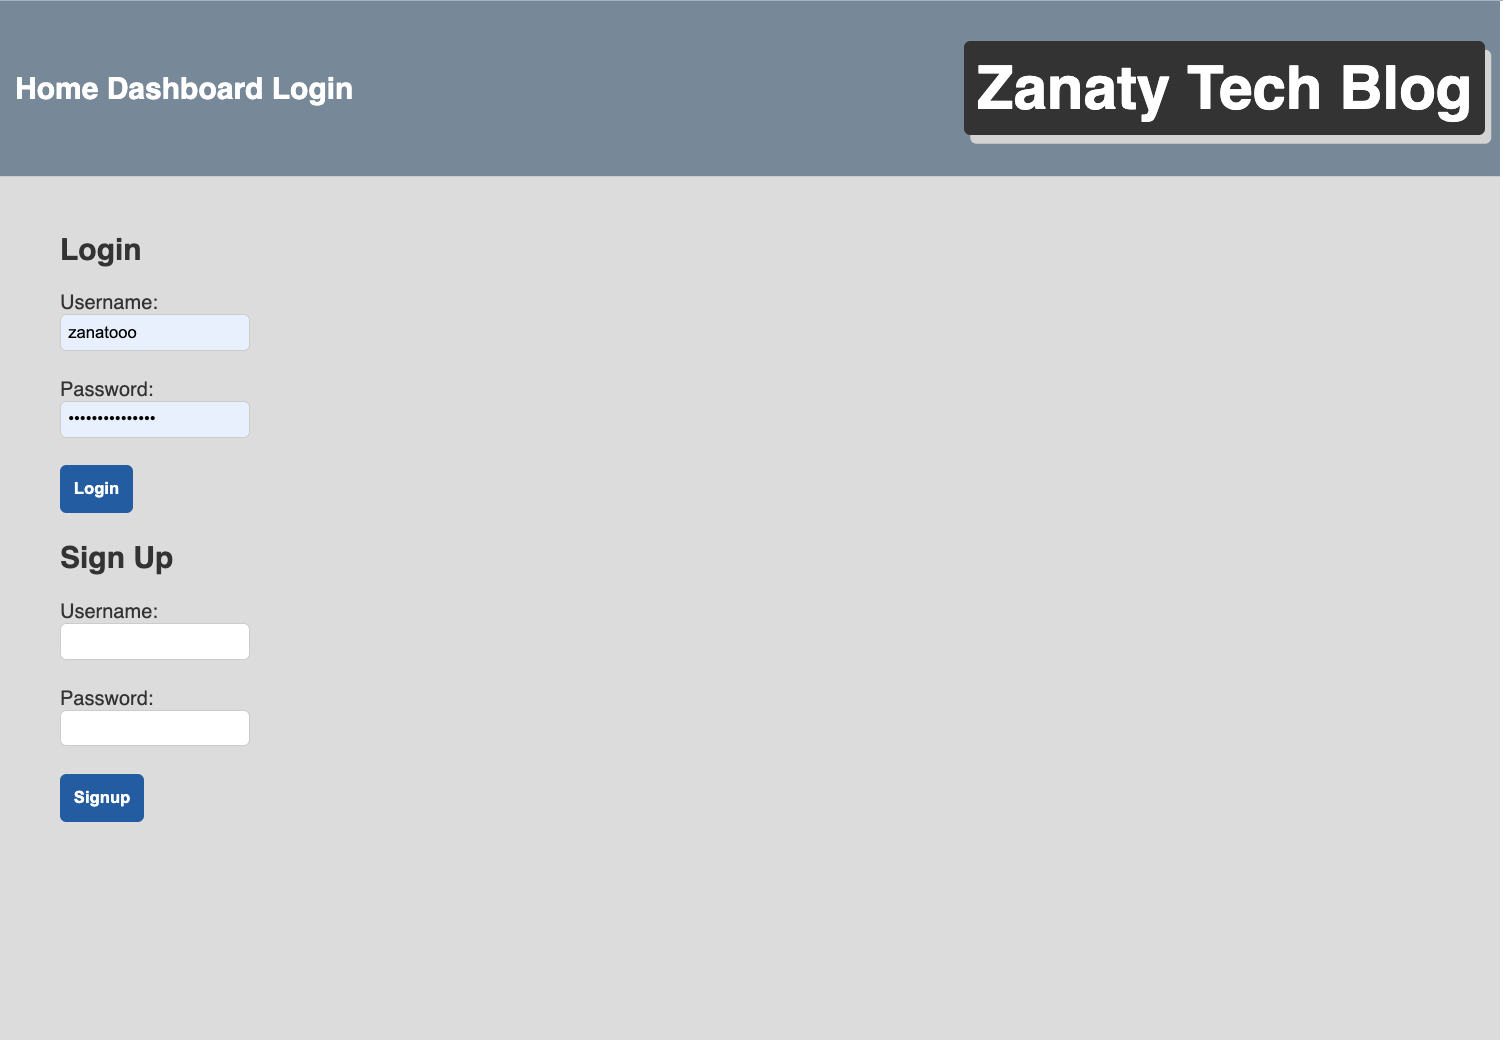 Home Dashboard Login
Zanaty Tech Blog
Login
Username:
zanatooo
Password:
•••••••••••••••
Login
Sign Up
Username:
Password:
Signup